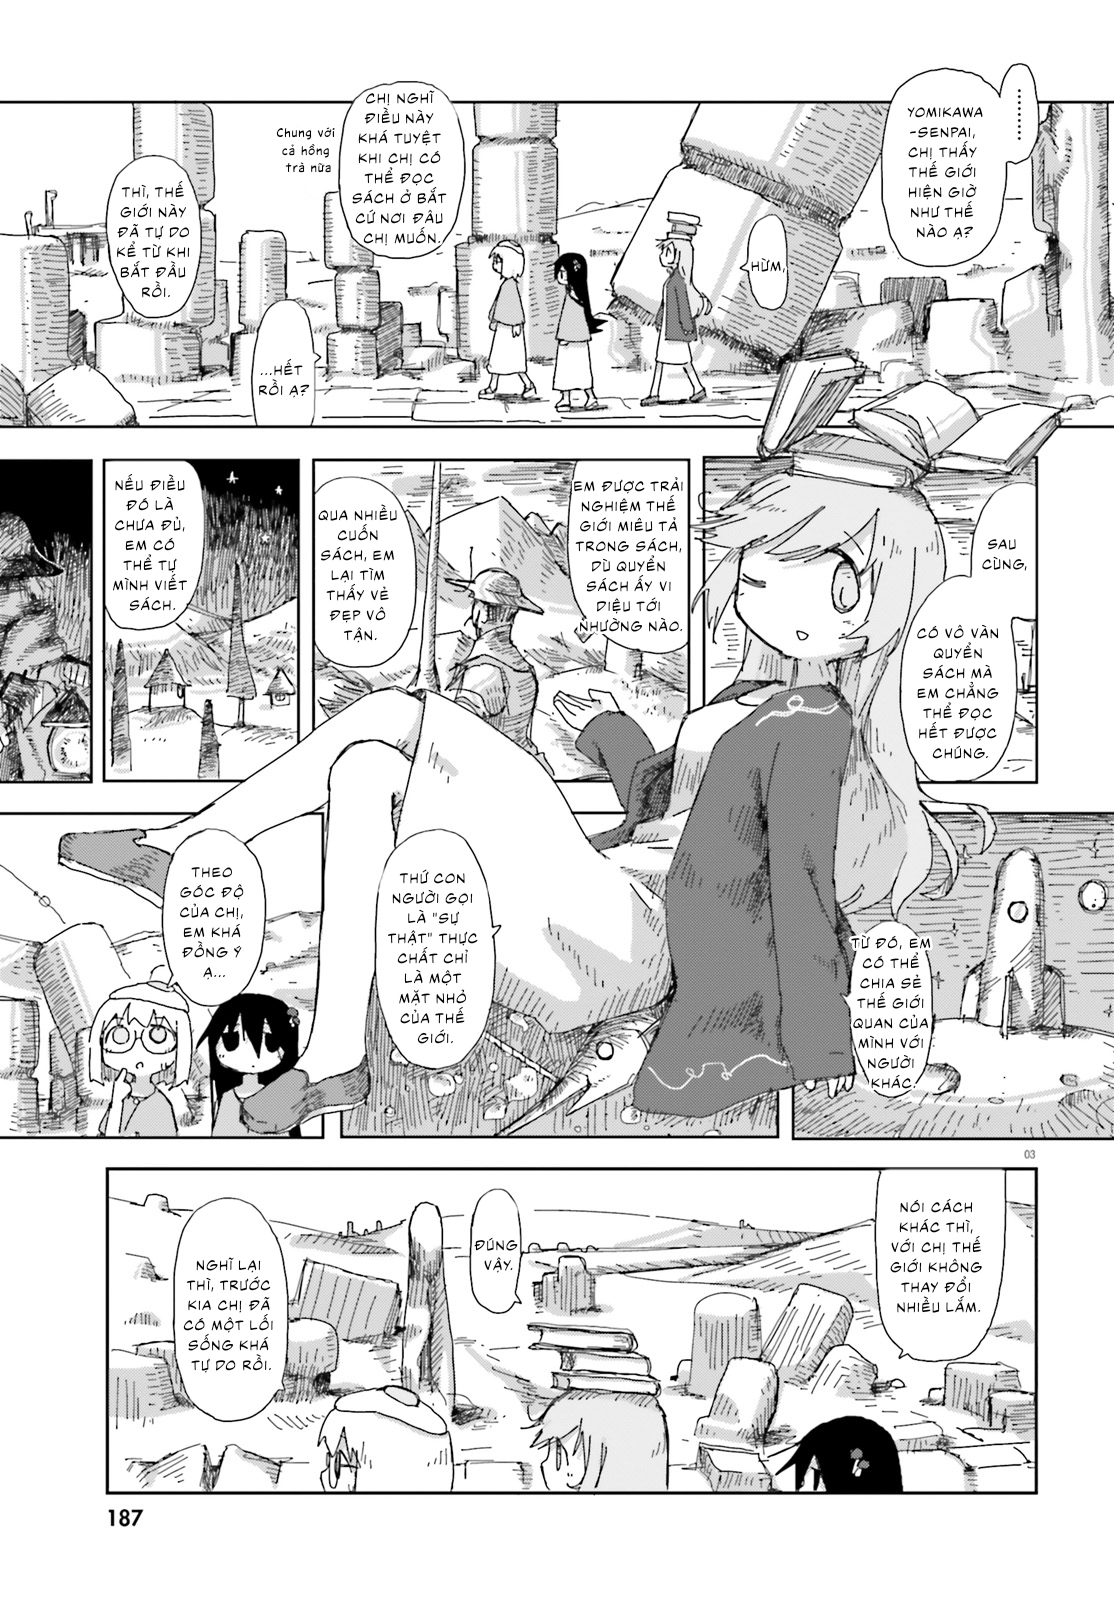 ………
YOMIKAWA
-SENPAI,
CHỊ THẤY
THẾ GIỚI
HIỆN GIỜ
NHƯ THẾ
NÀO Ạ?
HỪM,
CHỊ NGHĨ
ĐIỀU NÀY
KHÁ TUYỆT
KHI CHỊ CÓ
THỂ ĐỌC
SÁCH Ở BẤT
CỨ NƠI ĐÂU
CHỊ MUỐN.
Chung với
cả hồng
trà nữa
...HẾT
RỒI Ạ?
THÌ, THẾ
GIỚI NÀY
ĐÃ TỰ DO
KỂ TỪ KHI
BẮT ĐẦU
RỒI.
SAU
CÙNG,
CÓ VÔ VÀN
QUYỂN
SÁCH MÀ
EM CHẲNG
THỂ ĐỌC
HẾT ĐƯỢC
CHÚNG.
EM ĐƯỢC TRẢI
NGHIỆM THẾ
GIỚI MIÊU TẢ
TRONG SÁCH,
DÙ QUYỂN
SÁCH ẤY VI
DIỆU TỚI
NHƯỜNG NÀO.
QUA NHIỀU
CUỐN
SÁCH, EM
LẠI TÌM
THẤY VẺ
ĐẸP VÔ
TẬN.
NẾU ĐIỀU
ĐÓ LÀ
CHƯA ĐỦ,
EM CÓ
THỂ TỰ
MÌNH VIẾT
SÁCH.
TỪ ĐÓ, EM
CÓ THỂ
CHIA SẺ
THẾ GIỚI
QUAN CỦA
MÌNH VỚI
NGƯỜI
KHÁC.
THỨ CON
NGƯỜI GỌI
LÀ "SỰ
THẬT" THỰC
CHẤT CHỈ
LÀ MỘT
MẶT NHỎ
CỦA THẾ
GIỚI.
THEO
GÓC ĐỘ
CỦA CHỊ,
EM KHÁ
ĐỒNG Ý
Ạ...
03
NÓI CÁCH
KHÁC THÌ,
VỚI CHỊ THẾ
GIỚI KHÔNG
THAY ĐỔI
NHIỀU LẮM.
ĐÚNG
VẬY.
NGHĨ LẠI
THÌ, TRƯỚC
KIA CHỊ ĐÃ
CÓ MỘT LỐI
SỐNG KHÁ
TỰ DO RỒI.
187